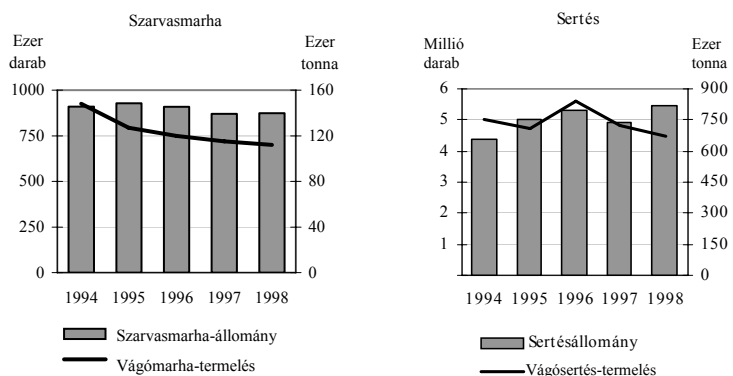 Szarvasmarha
Ezer
darab
Ezer
tonna
1000
750
500
250
0
160
120
80
40
0
1994 1995 1996 1997 1998
Szarvasmarha-állomány
Vágómarha-termelés
Sertés
Millió
darab
Ezer
tonna
6
5
4
3
2
1
900
750
600
450
300
150
0
1994 1995 1996 1997 1998
Sertésállomány
Vágósertés-termelés